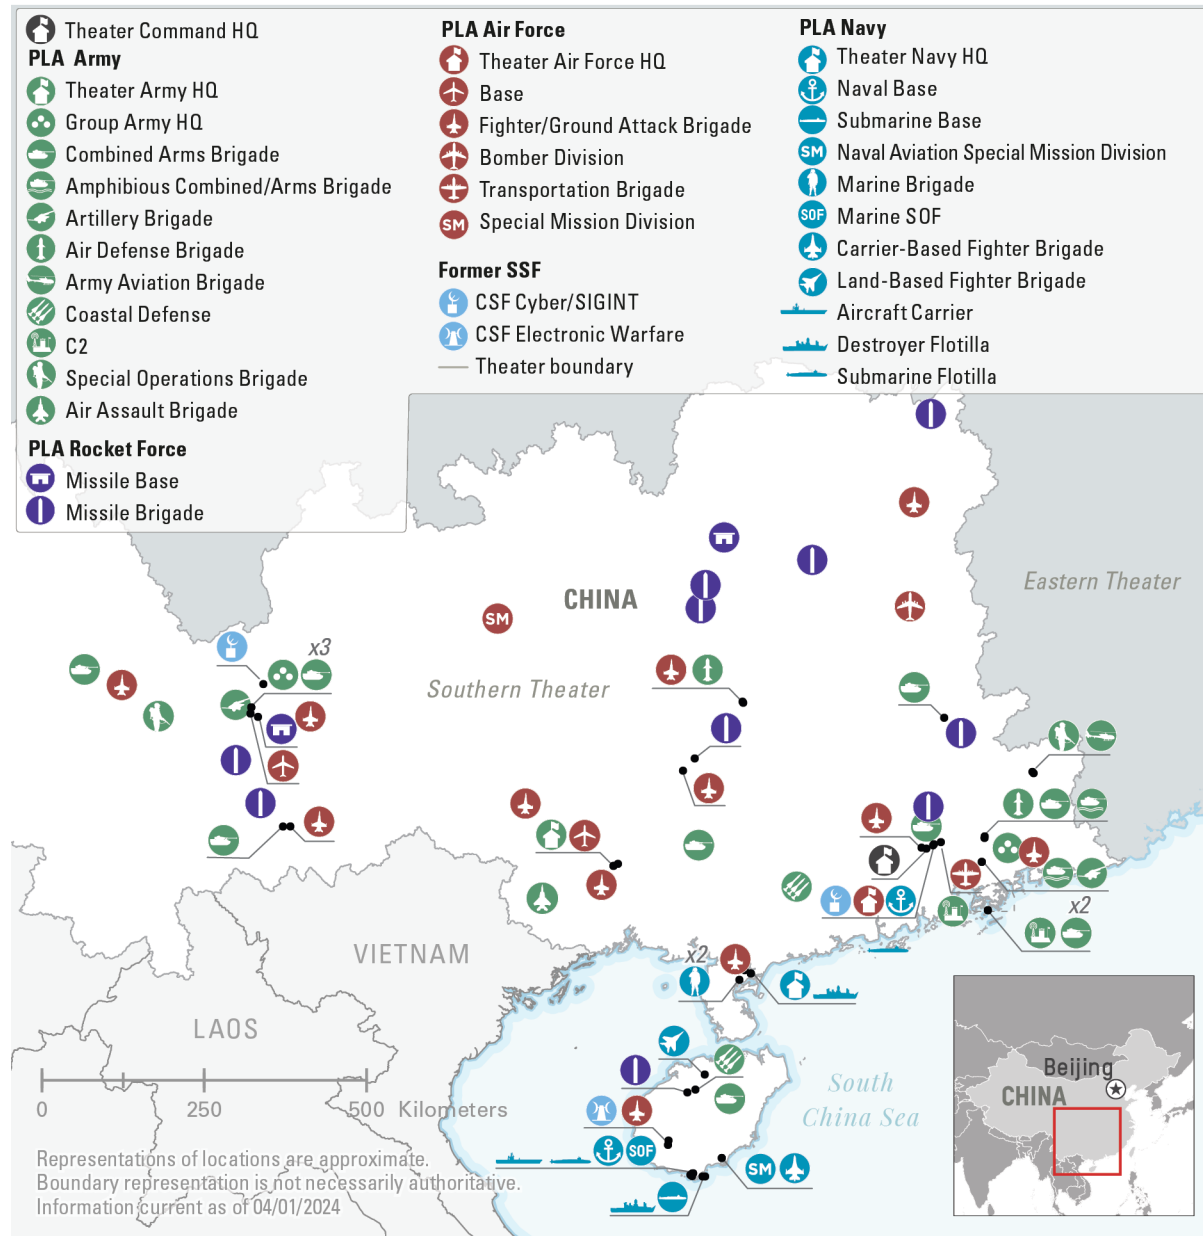 Theater Command HQ
PLA Army
Theater Army HQ
Group Army HQ
Combined Arms Brigade
Amphibious Combined/Arms Brigade
Artillery Brigade
Air Defense Brigade
Army Aviation Brigade
Coastal Defense
C2
Special Operations Brigade
Air Assault Brigade
PLA Rocket Force
Missile Base
Missile Brigade
PLA Air Force
Theater Air Force HQ
Base
Fighter/Ground Attack Brigade
Bomber Division
Transportation Brigade
SM Special Mission Division
Former SSF
CSF Cyber/SIGINT
CSF Electronic Warfare
Theater boundary
PLA Navy
Theater Navy HQ
Naval Base
Submarine Base
SM Naval Aviation Special Mission Division
Marine Brigade
SOF Marine SOF
Carrier-Based Fighter Brigade
Land-Based Fighter Brigade
Aircraft Carrier
Destroyer Flotilla
Submarine Flotilla
Eastern Theater
CHINA
SM
x3
Southern Theater
x2
VIETNAM
x2
LAOS
South
China Sea
SOF
SM
0 250 500 Kilometers
Representations of locations are approximate.
Boundary representation is not necessarily authoritative.
Information current as of 04/01/2024
Beijing
CHINA